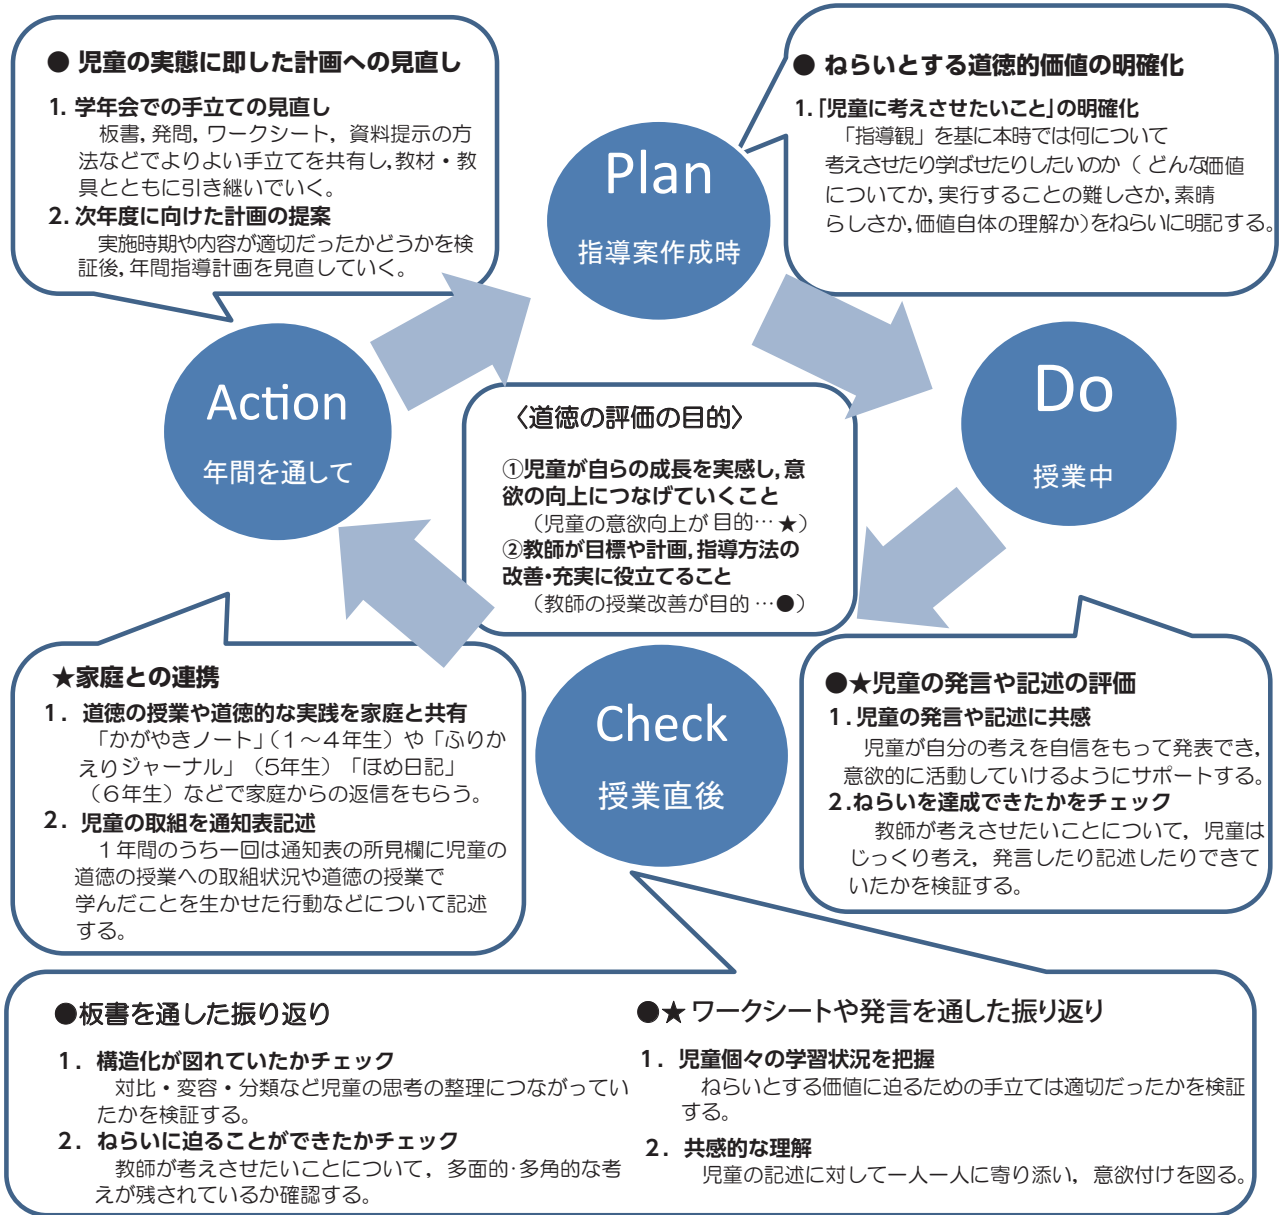 ● 児童の実態に即した計画への見直し
1. 学年会での手立ての見直し
板書，発問，ワークシート，資料提示の方
法などでよりよい手立てを共有し，教材・教
具とともに引き継いでいく。
2. 次年度に向けた計画の提案
実施時期や内容が適切だったかどうかを検
証後，年間指導計画を見直していく。
● ねらいとする道徳的価値の明確化
1.「児童に考えさせたいこと」の明確化
「指導観」を基に本時では何について
考えさせたり学ばせたりしたいのか（どんな価値
についてか，実行することの難しさか，素晴
らしさか，価値自体の理解か）をねらいに明記する。
Plan
指導案作成時
Action
年間を通して
Do
授業中
〈道徳の評価の目的〉
①児童が自らの成長を実感し，意
欲の向上につなげていくこと
（児童の意欲向上が目的…★）
②教師が目標や計画，指導方法の
改善・充実に役立てること
（教師の授業改善が目的…●）
Check
授業直後
★家庭との連携
1. 道徳の授業や道徳的な実践を家庭と共有
「かがやきノート」（１～４年生）や「ふりか
えりジャーナル」（5年生）「ほめ日記」
（６年生）などで家庭からの返信をもらう。
2. 児童の取組を通知表記述
１年間のうち一回は通知表の所見欄に児童の
道徳の授業への取組状況や道徳の授業で
学んだことを生かせた行動などについて記述
する。
●★児童の発言や記述の評価
1.児童の発言や記述に共感
児童が自分の考えを自信をもって発表でき，
意欲的に活動していけるようにサポートする。
2.ねらいを達成できたかをチェック
教師が考えさせたいことについて，児童は
じっくり考え，発言したり記述したりできて
いたかを検証する。
●板書を通した振り返り
1. 構造化が図れていたかチェック
対比・変容・分類など児童の思考の整理につながってい
たかを検証する。
2. ねらいに迫ることができたかチェック
教師が考えさせたいことについて，多面的・多角的な考
えが残されているか確認する。
●★ワークシートや発言を通した振り返り
1. 児童個々の学習状況を把握
ねらいとする価値に迫るための手立ては適切だったかを検証
する。
2. 共感的な理解
児童の記述に対して一人一人に寄り添い，意欲付けを図る。